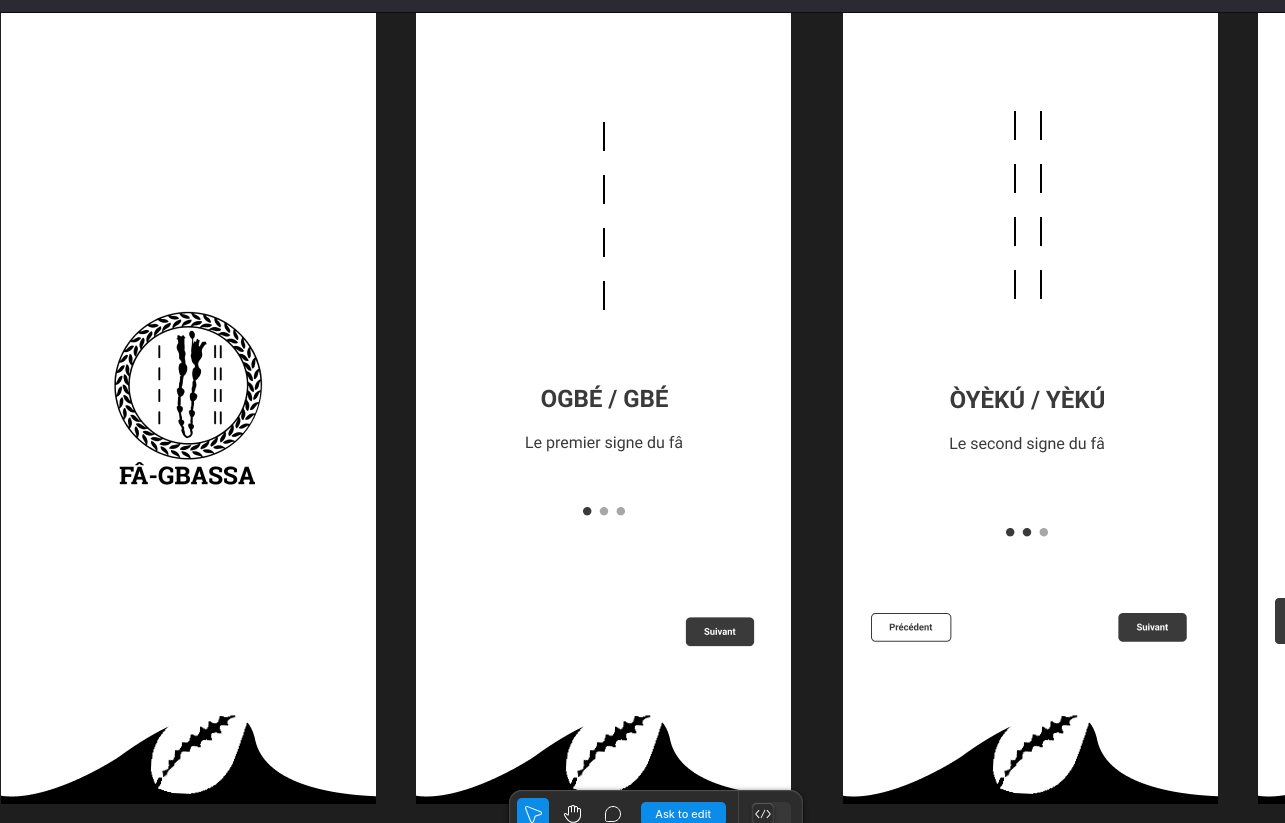 FÂ-GBASSA
OGBÉ / GBÉ
Le premier signe du fâ
Suivant
ÒYÈKÚ / YÈKÚ
Le second signe du fâ
Précédent
Suivant
Ask to edit